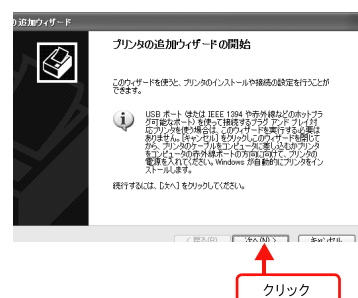 の追加ウィザード
プリンタの追加ウィザードの開始
このウィザードを使うと、プリンタのインストールや接続の設定を行うことが
できます。
USB ポート (または IEEE 1394 や赤外線などのホットプラ
グ可能なポート) を使って接続するプラグ アンド プレイ対
応プリンタを使う場合は、このウィザードを実行する必要は
ありません。[キャンセル] をクリックしこのウィザードを閉じて
から、プリンタのケーブルをコンピュータに差し込むかプリンタ
をコンピュータの赤外線ポートの方向に向けて、プリンタの
電源を入れてください。Windows が自動的にプリンタをイン
ストールします。
続行するには、[次へ] をクリックしてください。
< 戻る(B)
次へ(N) >
キャンセル
クリック